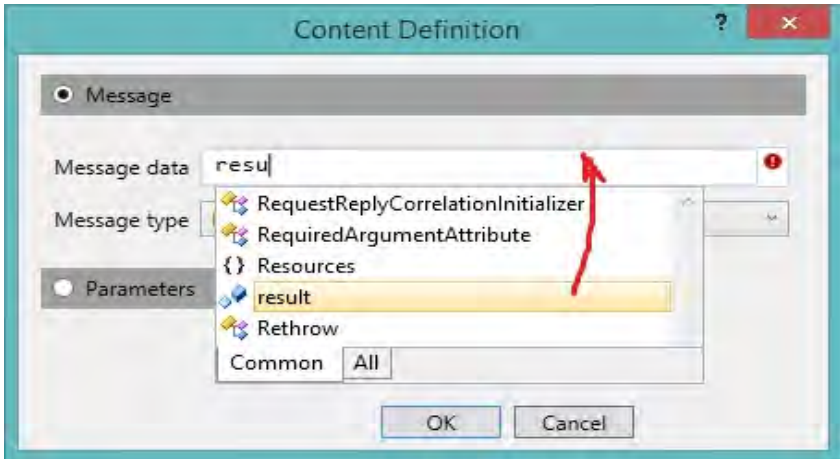 Content Definition ?
Message
Message data resu
RequestReplyCorrelationInitializer
Message type
RequiredArgumentAttribute
{} Resources
Parameters
result
Rethrow
Common All
OK Cancel